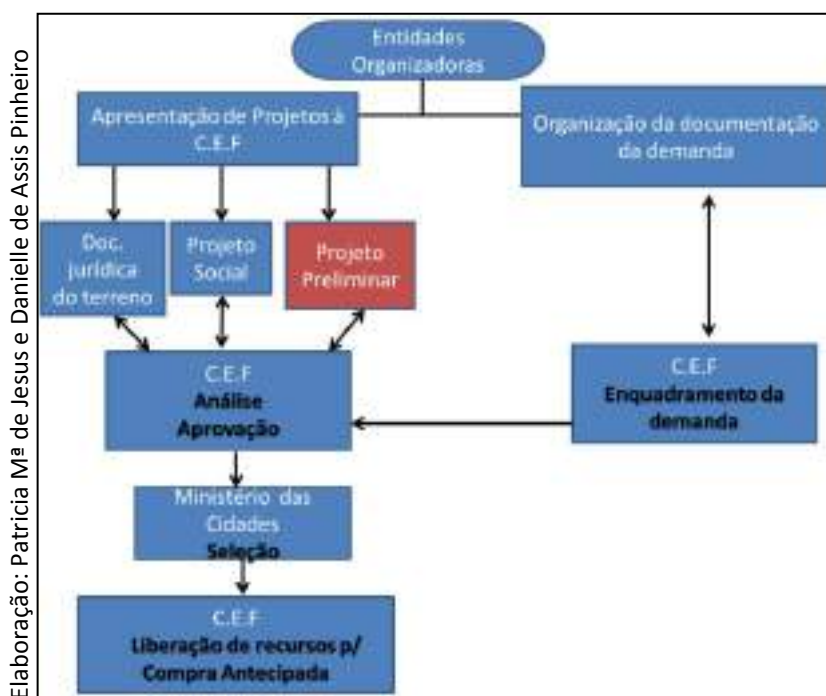 Elaboração: Patricia Mª de Jesus e Danielle de Assis Pinheiro
Entidades
Organizadoras
Apresentação de Projetos à
C.E.F
Organização da documentação
da demanda
Doc.
jurídica
do terreno
Projeto
Social
Projeto
Preliminar
C.E.F
Análise
Aprovação
C.E.F
Enquadramento da
demanda
Ministério das
Cidades
Seleção
C.E.F
Liberação de recursos p/
Compra Antecipada